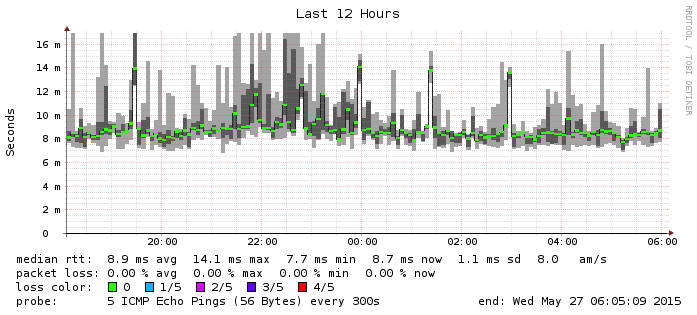 Last 12 Hours
RRDTOOL / TOBI OETIKER
Seconds
16 m
14 m
12 m
10 m
8 m
6 m
4 m
2 m
0
20:00 22:00 00:00 02:00 04:00 06:00
median rtt: 8.9 ms avg 14.1 ms max 7.7 ms min 8.7 ms now 1.1 ms sd 8.0 am/s
packet loss: 0.00 % avg 0.00 % max 0.00 % min 0.00 % now
loss color: 0 1/5 2/5 3/5 4/5
probe: 5 ICMP Echo Pings (56 Bytes) every 300s end: Wed May 27 06:05:09 2015